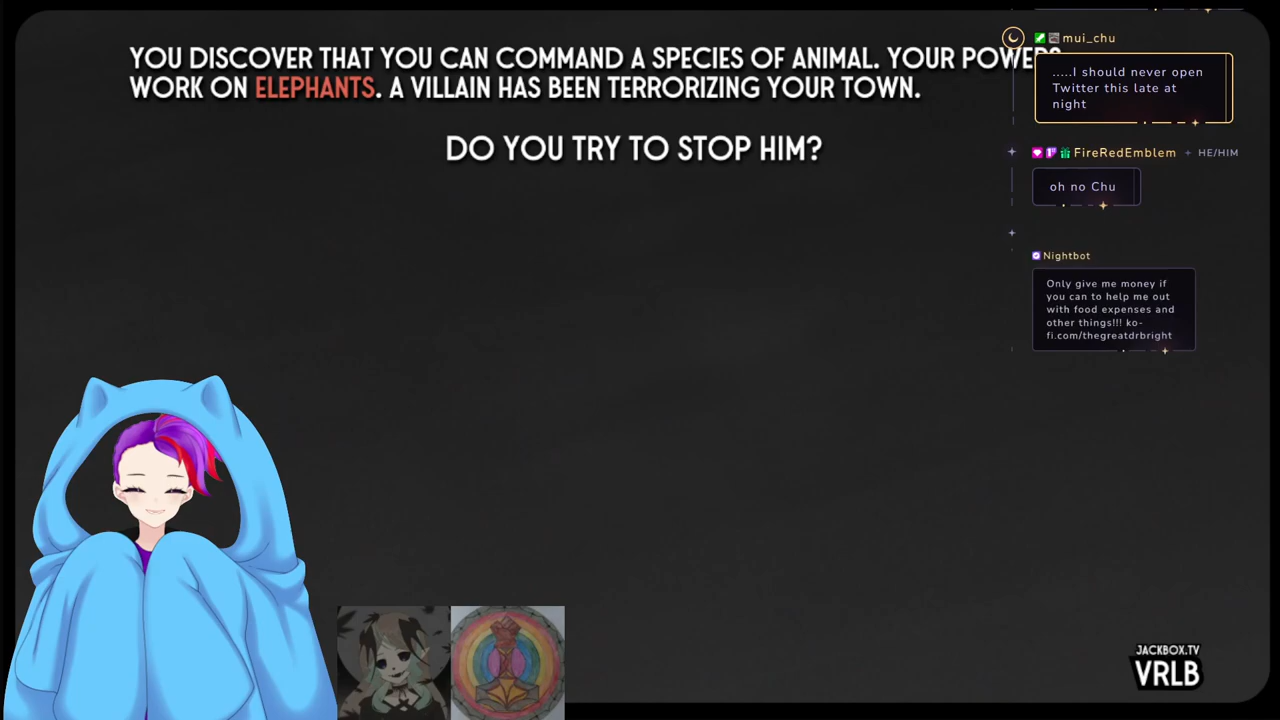 YOU DISCOVER THAT YOU CAN COMMAND A SPECIES OF ANIMAL. YOUR POWERS
WORK ON ELEPHANTS. A VILLAIN HAS BEEN TERRORIZING YOUR TOWN.
DO YOU TRY TO STOP HIM?
mui_chu
.....I should never open
Twitter this late at
night
FireRedEmblem HE/HIM
oh no Chu
Nightbot
Only give me money if
you can to help me out
with food expenses and
other things!!! ko-
fi.com/thegreatdrbright
JACKBOX.TV
VRLB